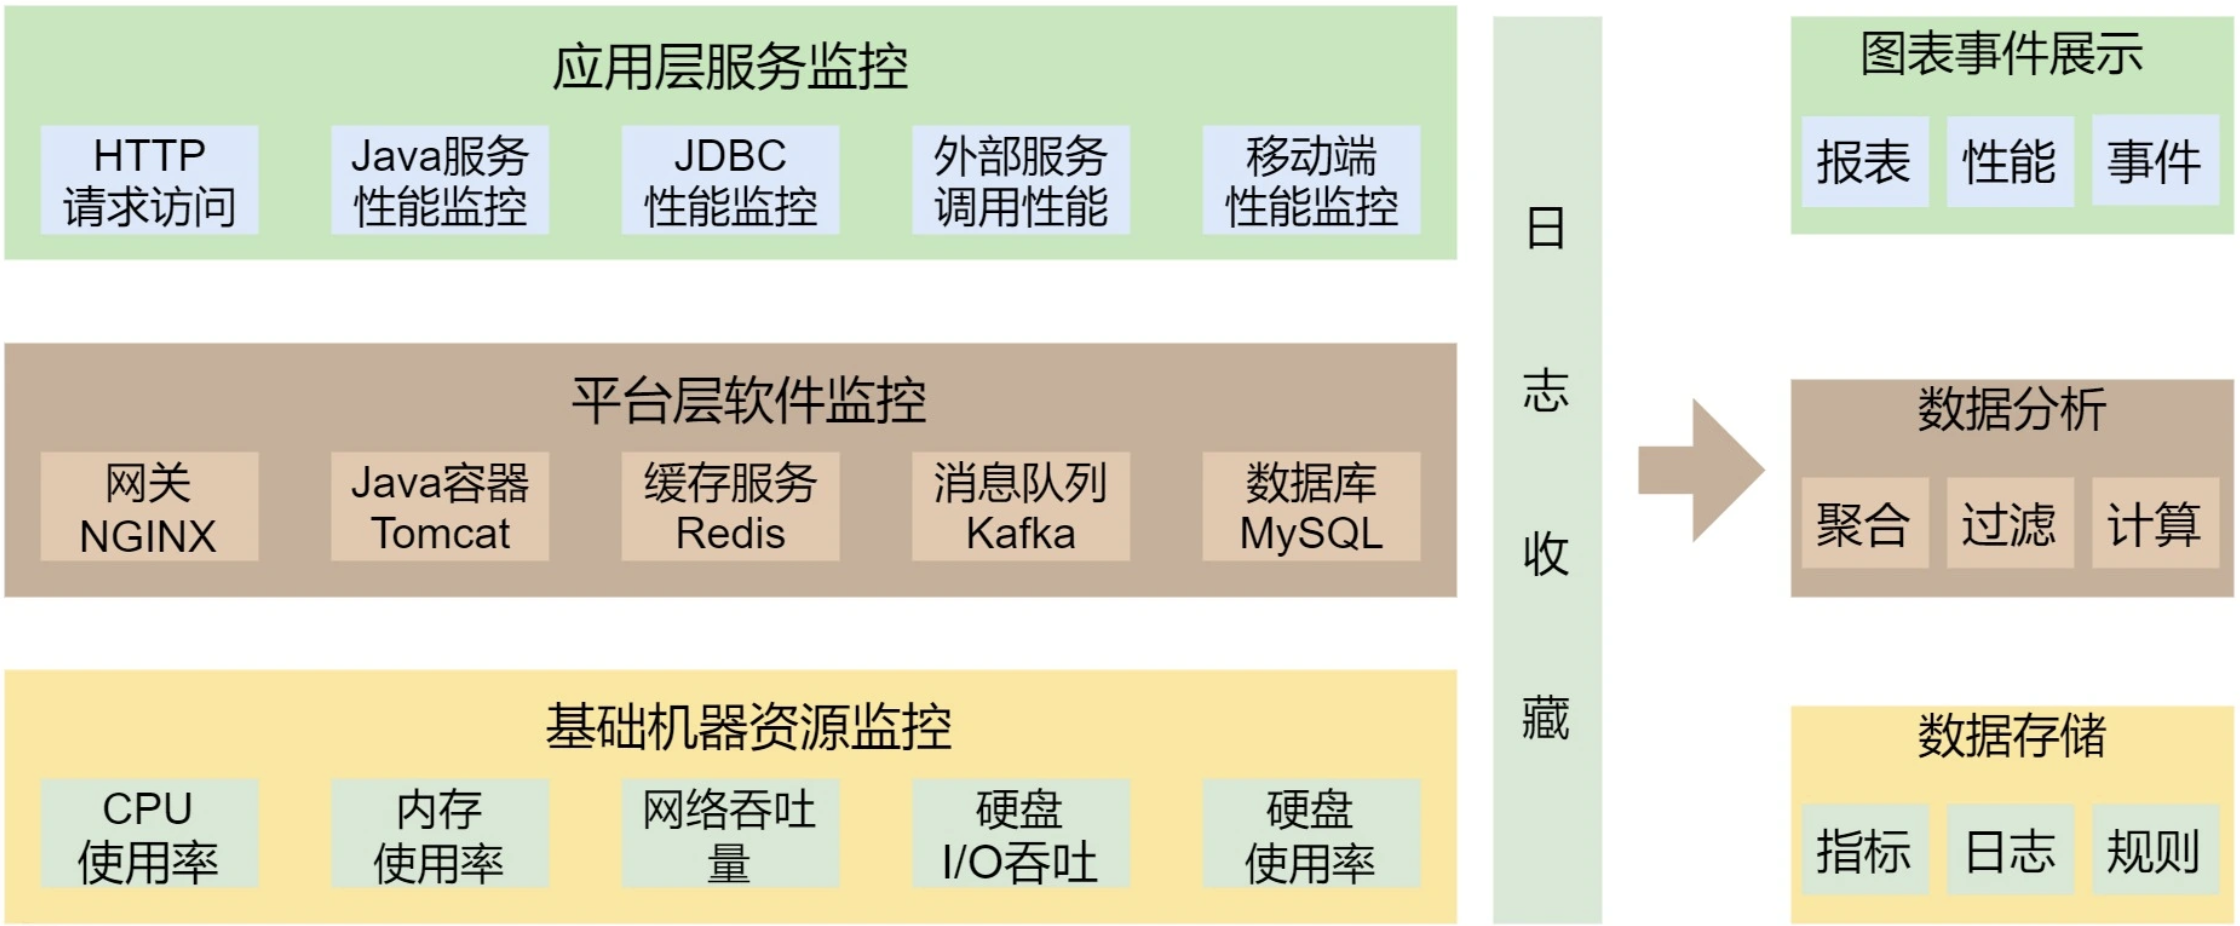 应用层服务监控
HTTP
请求访问
Java服务
性能监控
JDBC
性能监控
外部服务
调用性能
移动端
性能监控
平台层软件监控
网关
NGINX
Java容器
Tomcat
缓存服务
Redis
消息队列
Kafka
数据库
MySQL
基础机器资源监控
CPU
使用率
内存
使用率
网络吞吐
量
硬盘
I/O吞吐
硬盘
使用率
日
志
收
藏
图表事件展示
报表
性能
事件
数据分析
聚合
过滤
计算
数据存储
指标
日志
规则